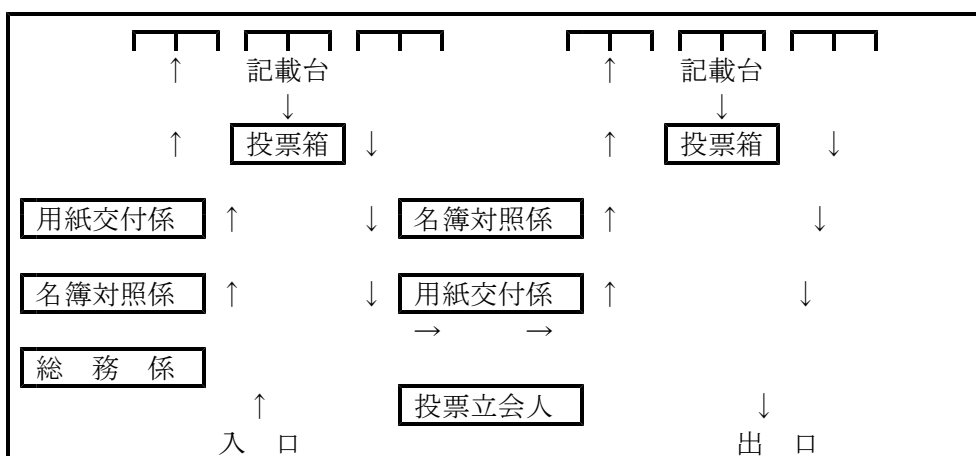 ↑ 記載台 ↑ 記載台
↓ ↓
↑ 投票箱 ↓ ↑ 投票箱 ↓
用紙交付係 ↑ ↓ 名簿対照係 ↑ ↓
名簿対照係 ↑ ↓ 用紙交付係 ↑ ↓
→ →
総 務 係
↑ 投票立会人 ↓
入 口 出 口